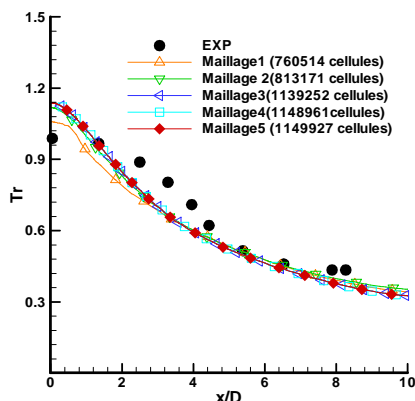 EXP
Maillage1 (760514 cellules)
Maillage 2(813171 cellules)
Maillage3(1139252 cellules)
Maillage4(1148961cellules)
Maillage5 (1149927 cellules)
1.5
1.2
0.9
0.6
0.3
Tr
0 2 4 6 8 10
x/D